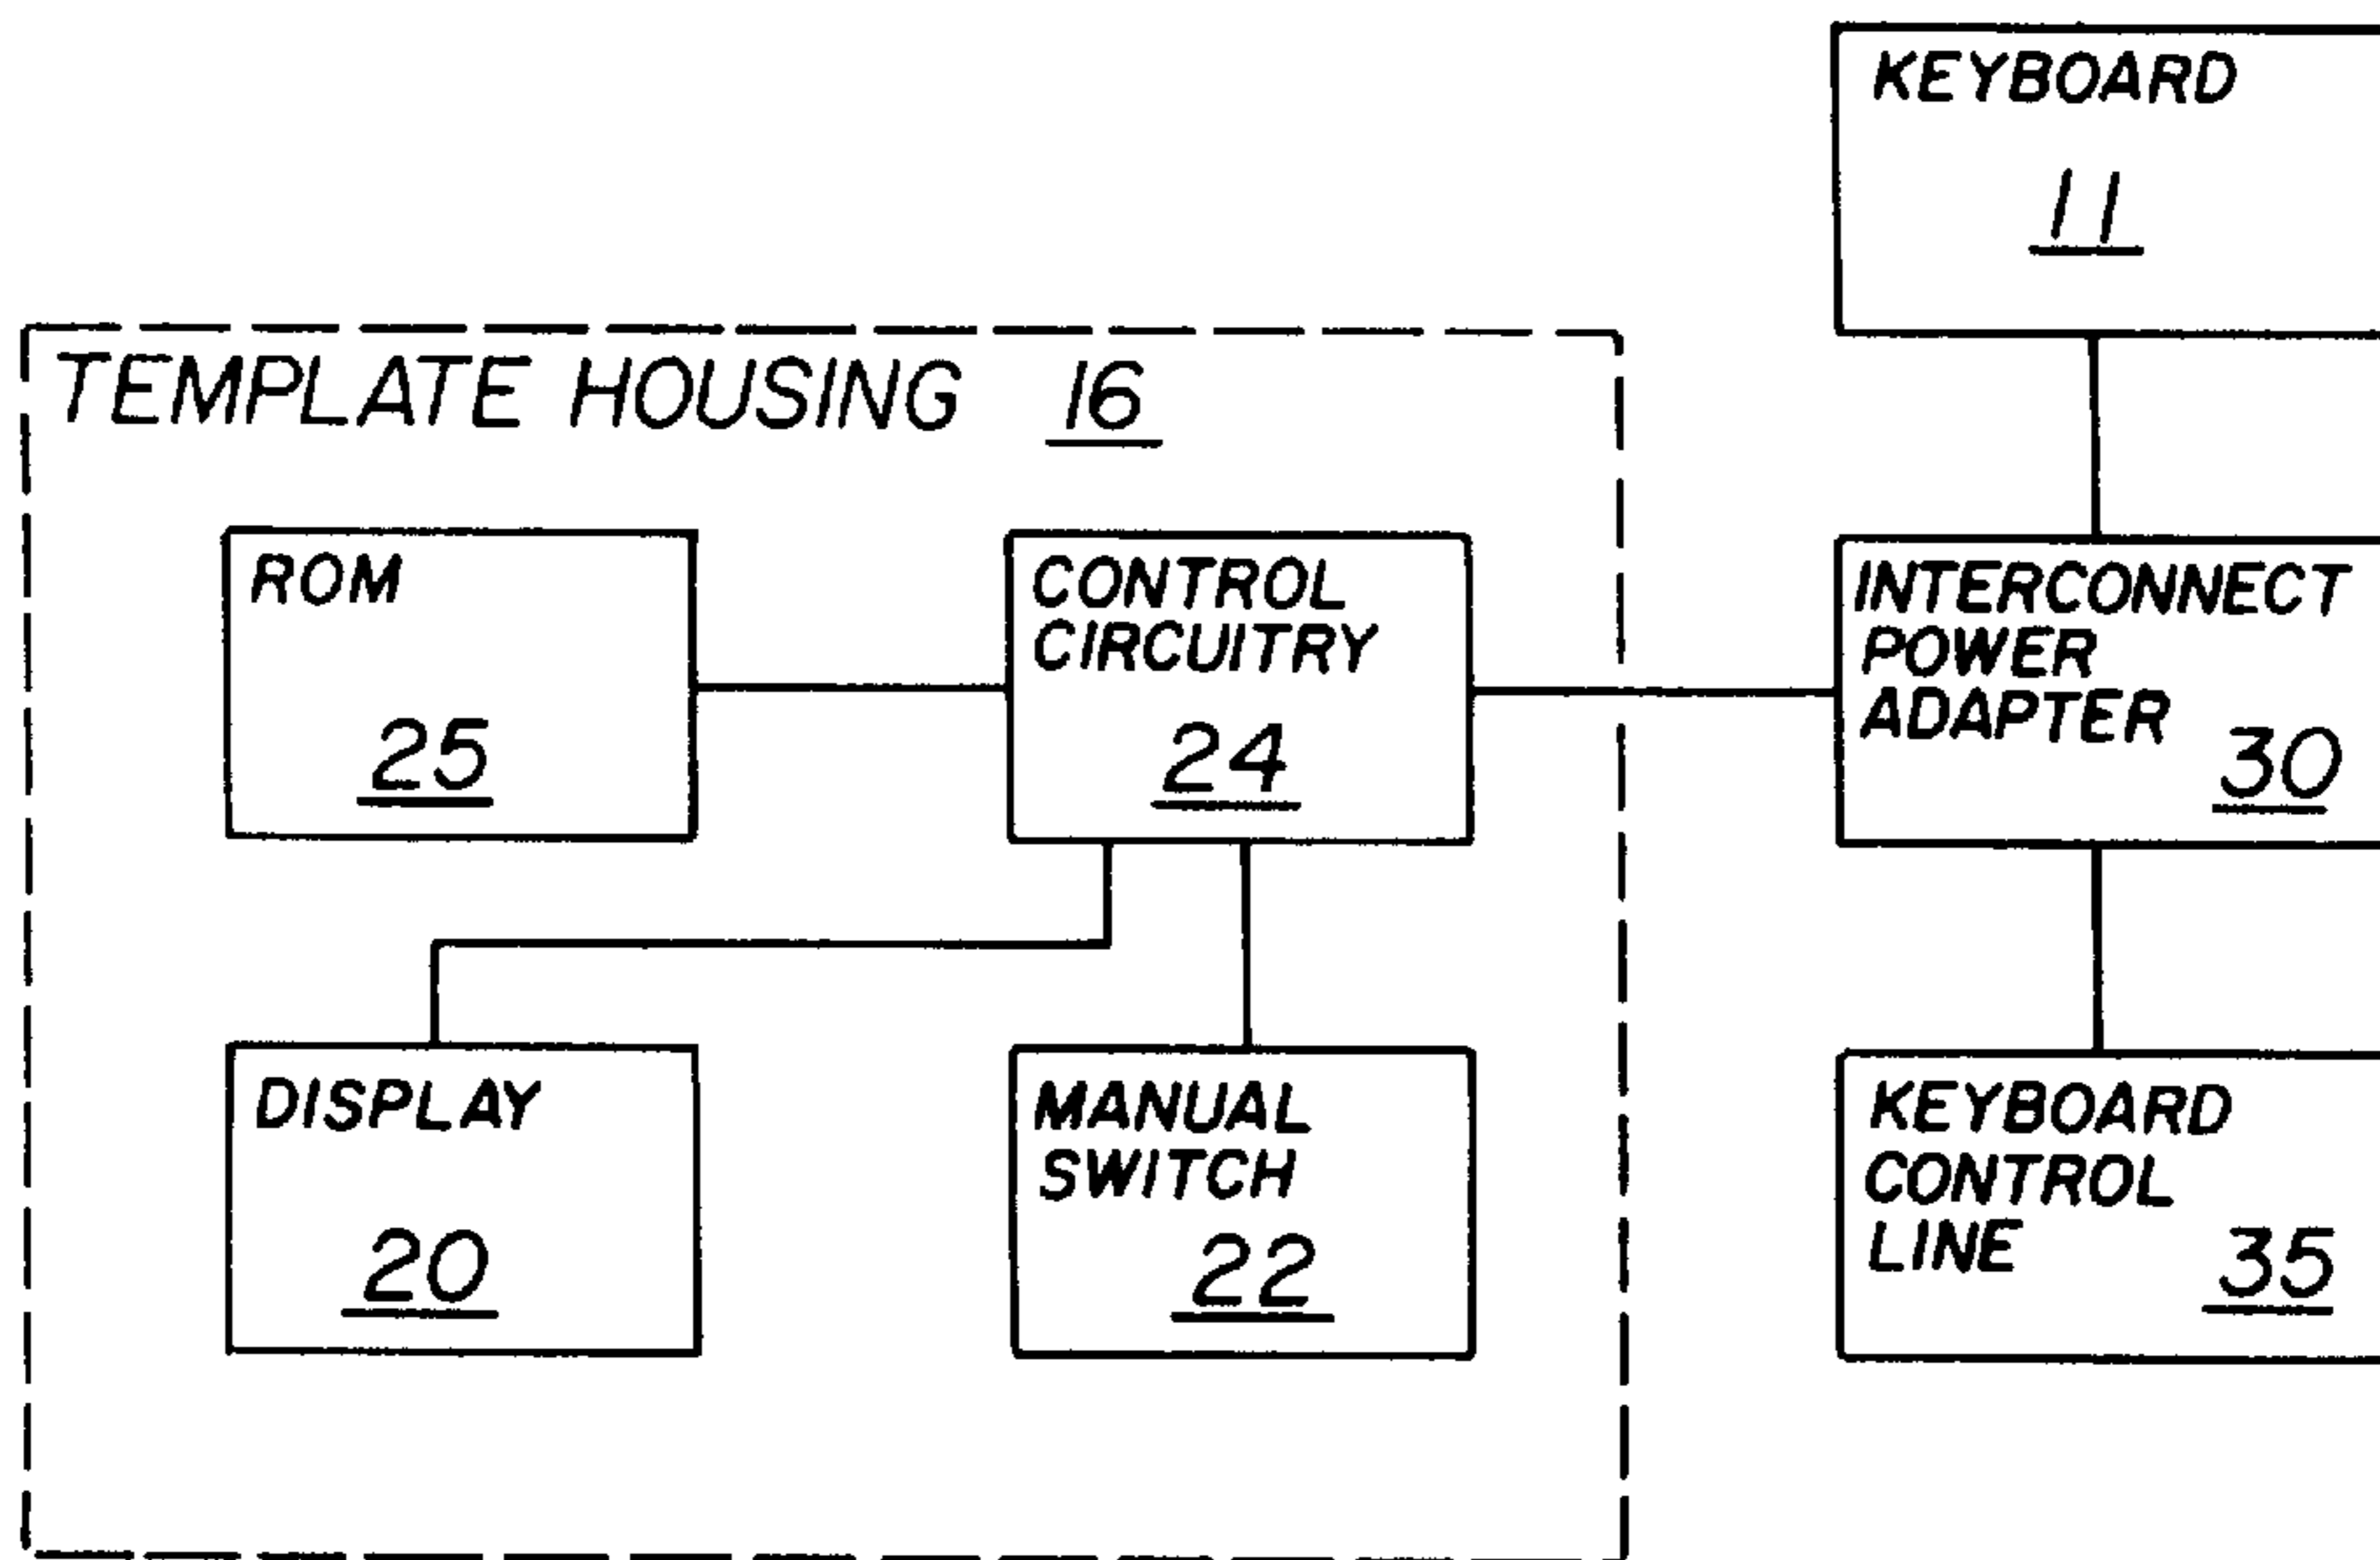 KEYBOARD
11
TEMPLATE HOUSING 16
ROM
25
CONTROL
CIRCUITRY
24
INTERCONNECT
POWER
ADAPTER 30
DISPLAY
20
MANUAL
SWITCH
22
KEYBOARD
CONTROL
LINE 35